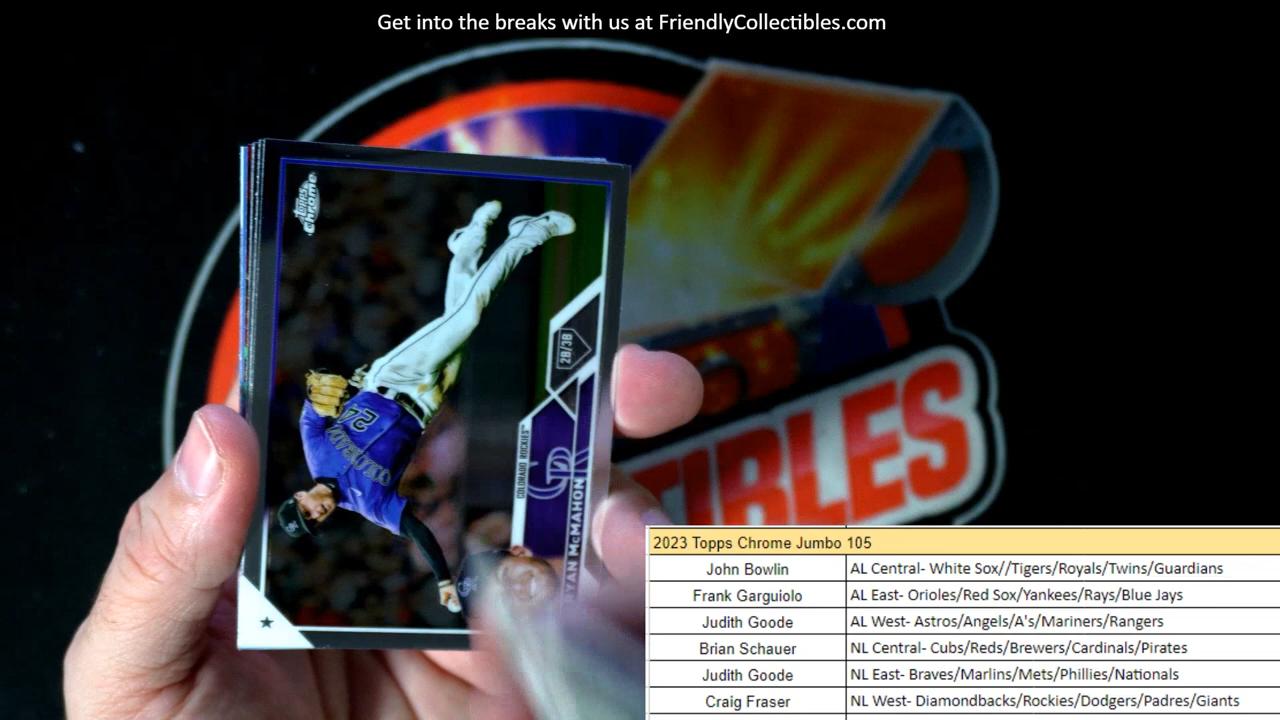 Get into the breaks with us at FriendlyCollectibles.com
Topps
Chrome
2B/3B
COLORADO ROCKIES™
CR
RYAN McMAHON
COLORADO
24
TIBLES
2023 Topps Chrome Jumbo 105
John Bowlin AL Central- White Sox//Tigers/Royals/Twins/Guardians
Frank Garguiolo AL East- Orioles/Red Sox/Yankees/Rays/Blue Jays
Judith Goode AL West- Astros/Angels/A's/Mariners/Rangers
Brian Schauer NL Central- Cubs/Reds/Brewers/Cardinals/Pirates
Judith Goode NL East- Braves/Marlins/Mets/Phillies/Nationals
Craig Fraser NL West- Diamondbacks/Rockies/Dodgers/Padres/Giants